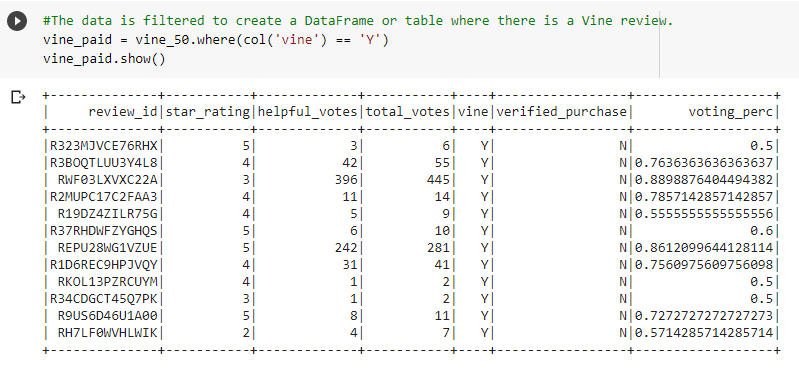 #The data is filtered to create a DataFrame or table where there is a Vine review.
vine_paid = vine_50.where(col('vine') == 'Y')
vine_paid.show()
+--------------+-----------+-------------+-----------+----+-----------------+------------------+
|     review_id|star_rating|helpful_votes|total_votes|vine|verified_purchase|       voting_perc|
+--------------+-----------+-------------+-----------+----+-----------------+------------------+
|R323MJVCE76RHX|          5|            3|          6|   Y|                N|               0.5|
|R3BOQTLUU3Y4L8|          4|           42|         55|   Y|                N|0.7636363636363637|
| RWF03LXVXC22A|          3|          396|        445|   Y|                N|0.8898876404494382|
|R2MUPC17C2FAA3|          4|           11|         14|   Y|                N|0.7857142857142857|
| R19DZ4ZILR75G|          4|            5|          9|   Y|                N|0.5555555555555556|
|R37RHDWFZYGHQS|          5|            6|         10|   Y|                N|               0.6|
| REPU28WG1VZUE|          5|          242|        281|   Y|                N|0.8612099644128114|
|R1D6REC9HPJVQY|          4|           31|         41|   Y|                N|0.7560975609756098|
| RKOL13PZRCUYM|          4|            1|          2|   Y|                N|               0.5|
|R34CDGCT45Q7PK|          3|            1|          2|   Y|                N|               0.5|
| R9US6D46U1A00|          5|            8|         11|   Y|                N|0.7272727272727273|
| RH7LF0WVHLWIK|          2|            4|          7|   Y|                N|0.5714285714285714|
+--------------+-----------+-------------+-----------+----+-----------------+------------------+